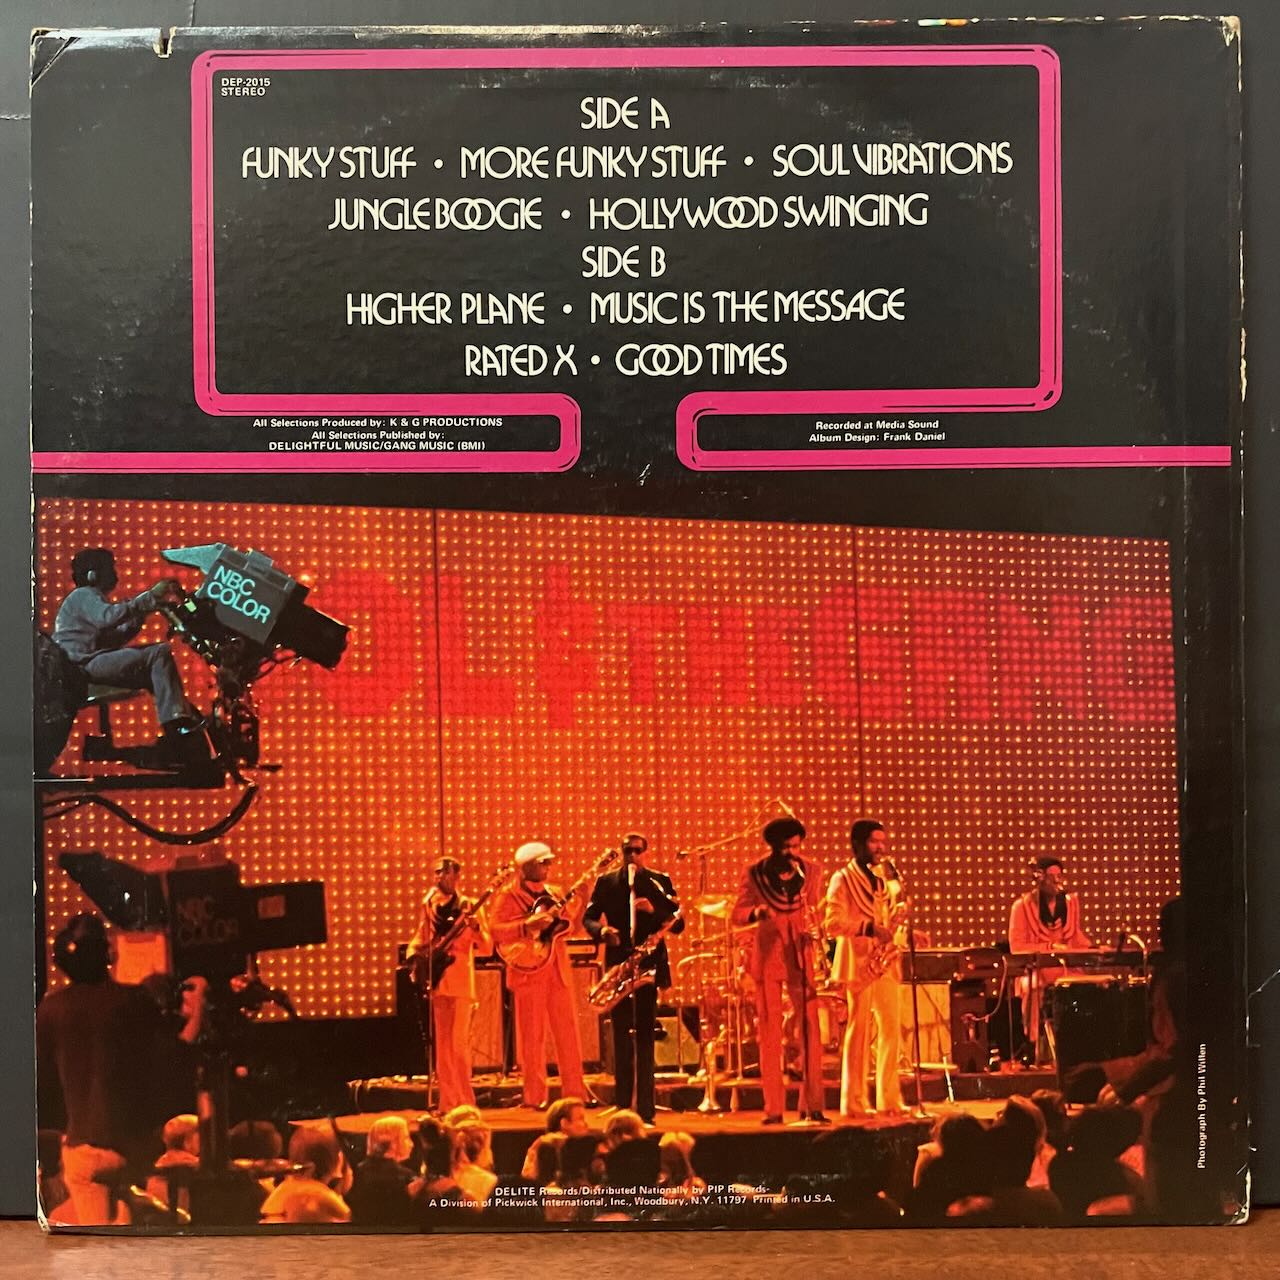 DEP-2015
STEREO
SIDE A
FUNKY STUFF • MORE FUNKY STUFF • SOUL VIBRATIONS
JUNGLE BOOGIE • HOLLYWOOD SWINGING
SIDE B
HIGHER PLANE • MUSIC IS THE MESSAGE
RATED X • GOOD TIMES
All Selections Produced by: K & G PRODUCTIONS
All Selections Published by:
DELIGHTFUL MUSIC/GANG MUSIC (BMI)
Recorded at Media Sound
Album Design: Frank Daniel
NBC
COLOR
OL & THE GANG
NBC
COLOR
Photograph By Phil Willen
DELITE Records/Distributed Nationally by PIP Records-
A Division of Pickwick International, Inc., Woodbury, N.Y. 11797 Printed in U.S.A.